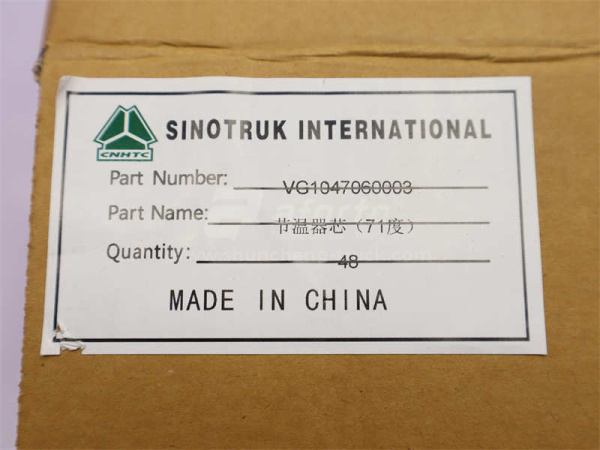 SINOTRUK INTERNATIONAL
CNHTC
Part Number: VG1047060003
Part Name: 节温器芯（71度）
Quantity: 48
MADE IN CHINA